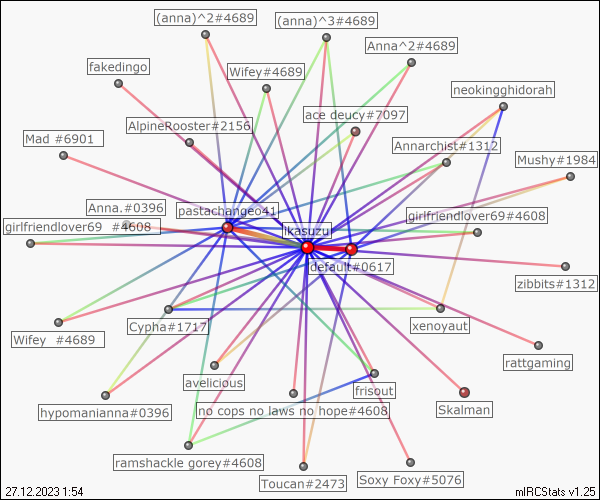 (anna)^2#4689
(anna)^3#4689
Anna^2#4689
fakedingo
Wifey#4689
neokingghidorah
ace deucy#7097
AlpineRooster#2156
Mad #6901
Annarchist#1312
Mushy#1984
Anna.#0396
pastachangeo41
girlfriendlover69 #4608
girlfriendlover69#4608
ikasuzu
default#0617
zibbits#1312
Cypha#1717
xenoyaut
Wifey #4689
rattgaming
avelicious
frisout
hypomanianna#0396
no cops no laws no hope#4608
Skalman
ramshackle gorey#4608
Toucan#2473
Soxy Foxy#5076
27.12.2023 1:54
mIRCStats v1.25